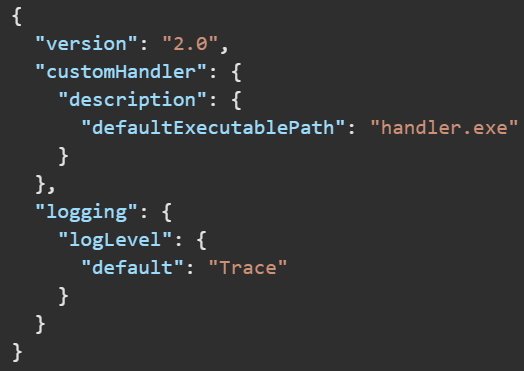 {
  "version": "2.0",
  "customHandler": {
    "description": {
      "defaultExecutablePath": "handler.exe"
    }
  },
  "logging": {
    "logLevel": {
      "default": "Trace"
    }
  }
}